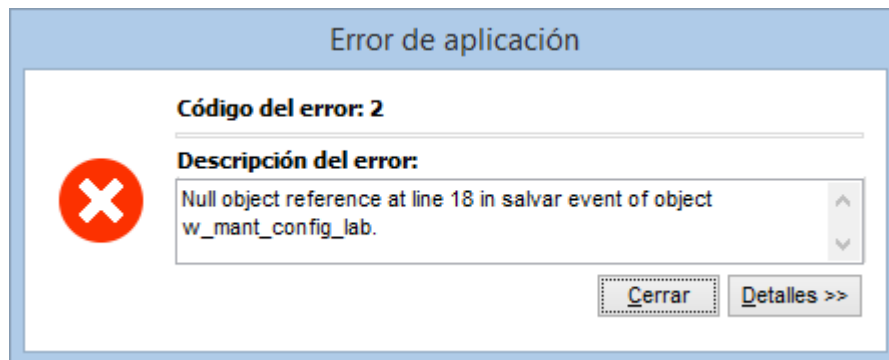 Error de aplicación
Código del error: 2
Descripción del error:
Null object reference at line 18 in salvar event of object
w_mant_config_lab.
Cerrar
Detalles >>